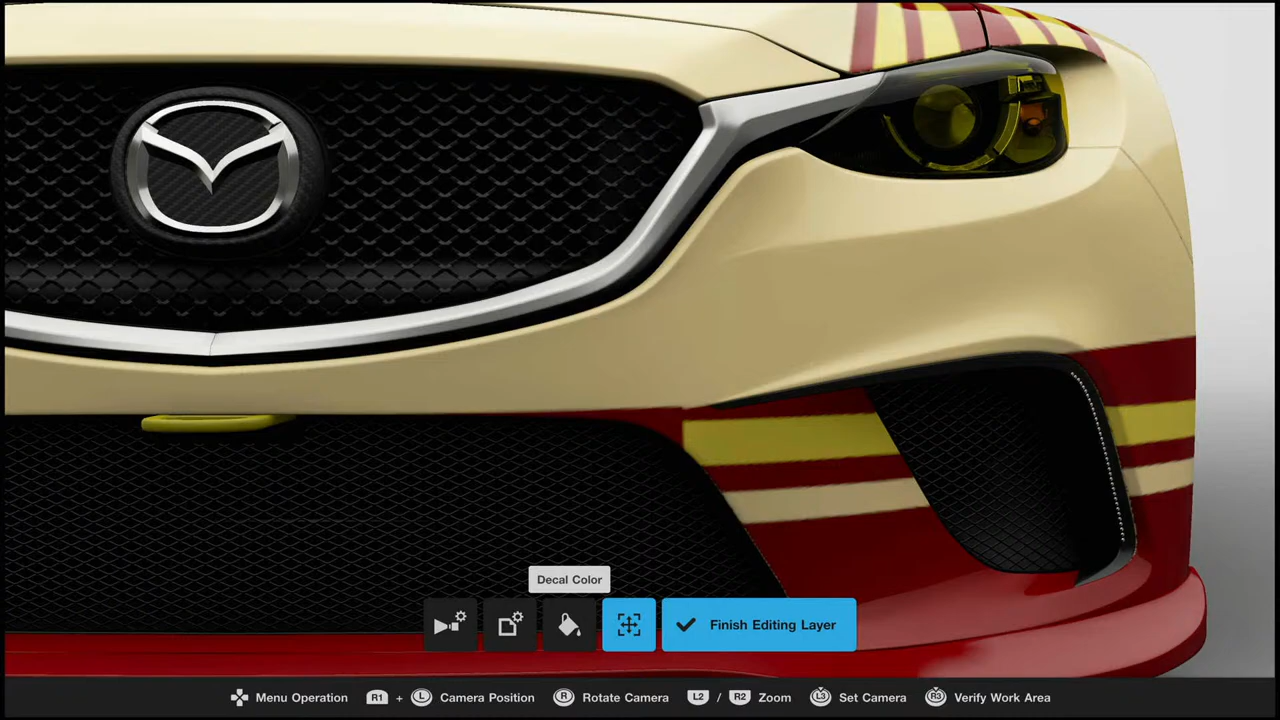 Decal Color
Finish Editing Layer
Menu Operation R1 + L Camera Position R Rotate Camera L2 / R2 Zoom L3 Set Camera R3 Verify Work Area